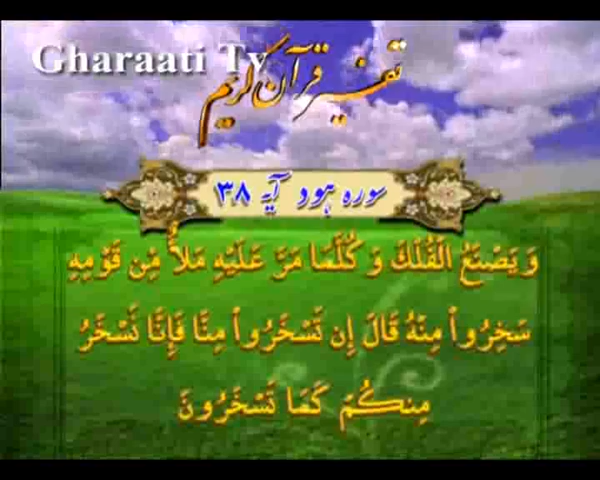 Gharaati Tv
تفسیر قرآن کریم
سوره هود آیه ۳۸
وَ يَصْنَعُ الْفُلْكَ وَ كُلَّمَا مَرَّ عَلَيْهِ مَلَأٌ مِّن قَوْمِهِ
سَخِرُواْ مِنْهُ قَالَ إِن تَسْخَرُواْ مِنَّا فَإِنَّا نَسْخَرُ
مِنكُمْ كَمَا تَسْخَرُونَ